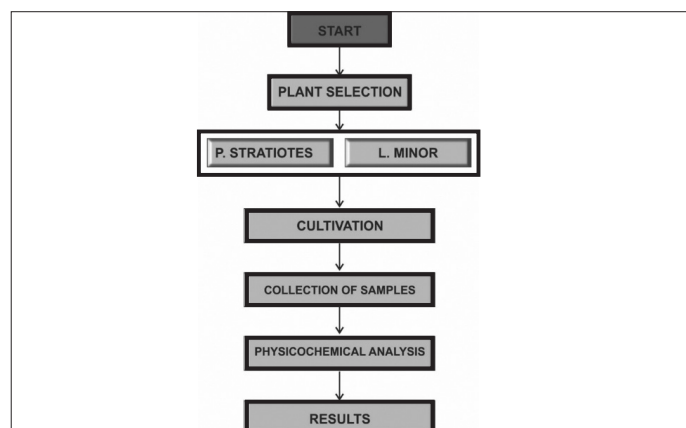 START
PLANT SELECTION
P. STRATIOTES
L. MINOR
CULTIVATION
COLLECTION OF SAMPLES
PHYSICOCHEMICAL ANALYSIS
RESULTS